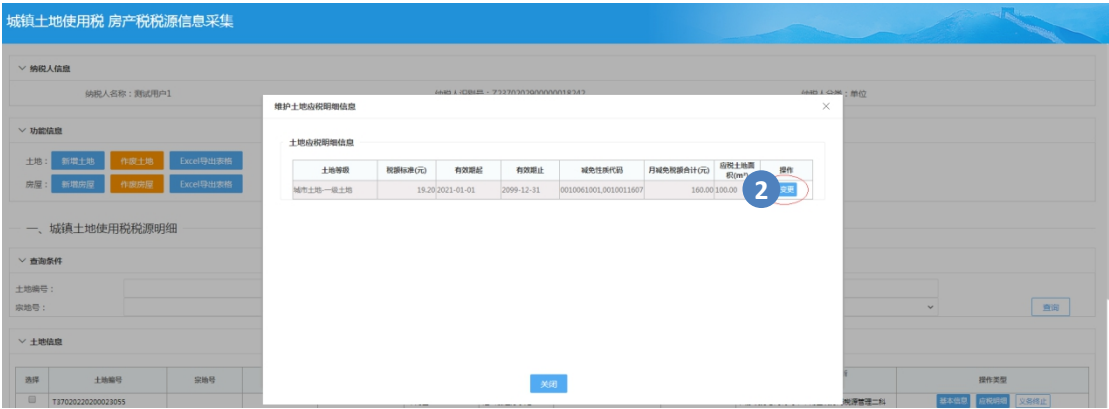 城镇土地使用税 房产税税源信息采集
纳税人信息
纳税人名称：测试用户1
纳税人分类：单位
维护土地应税明细信息 ×
功能信息
土地： 新增土地 作废土地 Excel导出表格
房屋： 新增房屋 作废房屋 Excel导出表格
土地应税明细信息
土地等级 税额标准(元) 有效期起 有效期止 减免性质代码 月减免税额合计(元) 应税土地面积(m²) 操作
城市土地-一级土地 19.20 2021-01-01 2099-12-31 0010061001,0010011607 160.00 100.00 变更
2
一、城镇土地使用税税源明细
查询条件
土地编号：
宗地号：
查询
土地信息
选择 土地编号 宗地号 操作类型
T37020220200023055 税源管理二科 基本信息 应税明细 义务终止
关闭